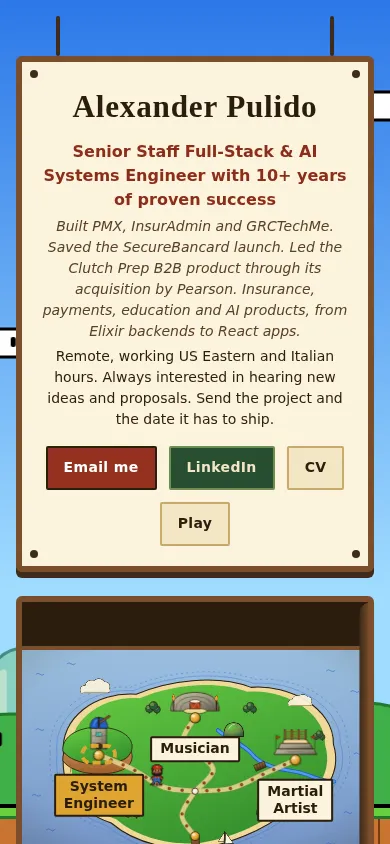 Alexander Pulido
Senior Staff Full-Stack & AI
Systems Engineer with 10+ years
of proven success
Built PMX, InsurAdmin and GRCTechMe.
Saved the SecureBancard launch. Led the
Clutch Prep B2B product through its
acquisition by Pearson. Insurance,
payments, education and AI products, from
Elixir backends to React apps.
Remote, working US Eastern and Italian
hours. Always interested in hearing new
ideas and proposals. Send the project and
the date it has to ship.
Email me
LinkedIn
CV
Play
Musician
System
Engineer
Martial
Artist